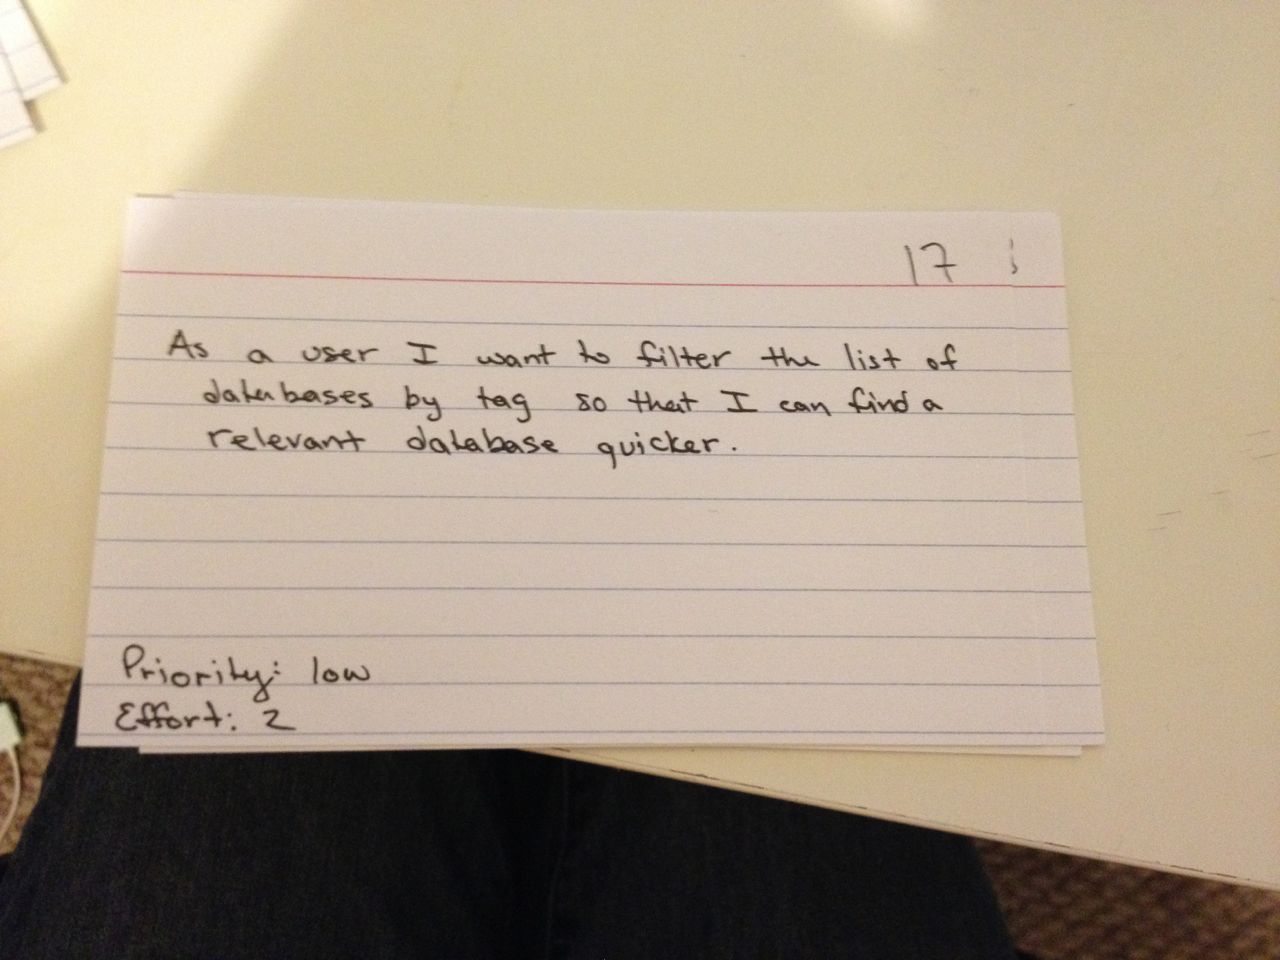 17
As a user I want to filter the list of
databases by tag so that I can find a
relevant database quicker.
Priority: low
Effort: 2